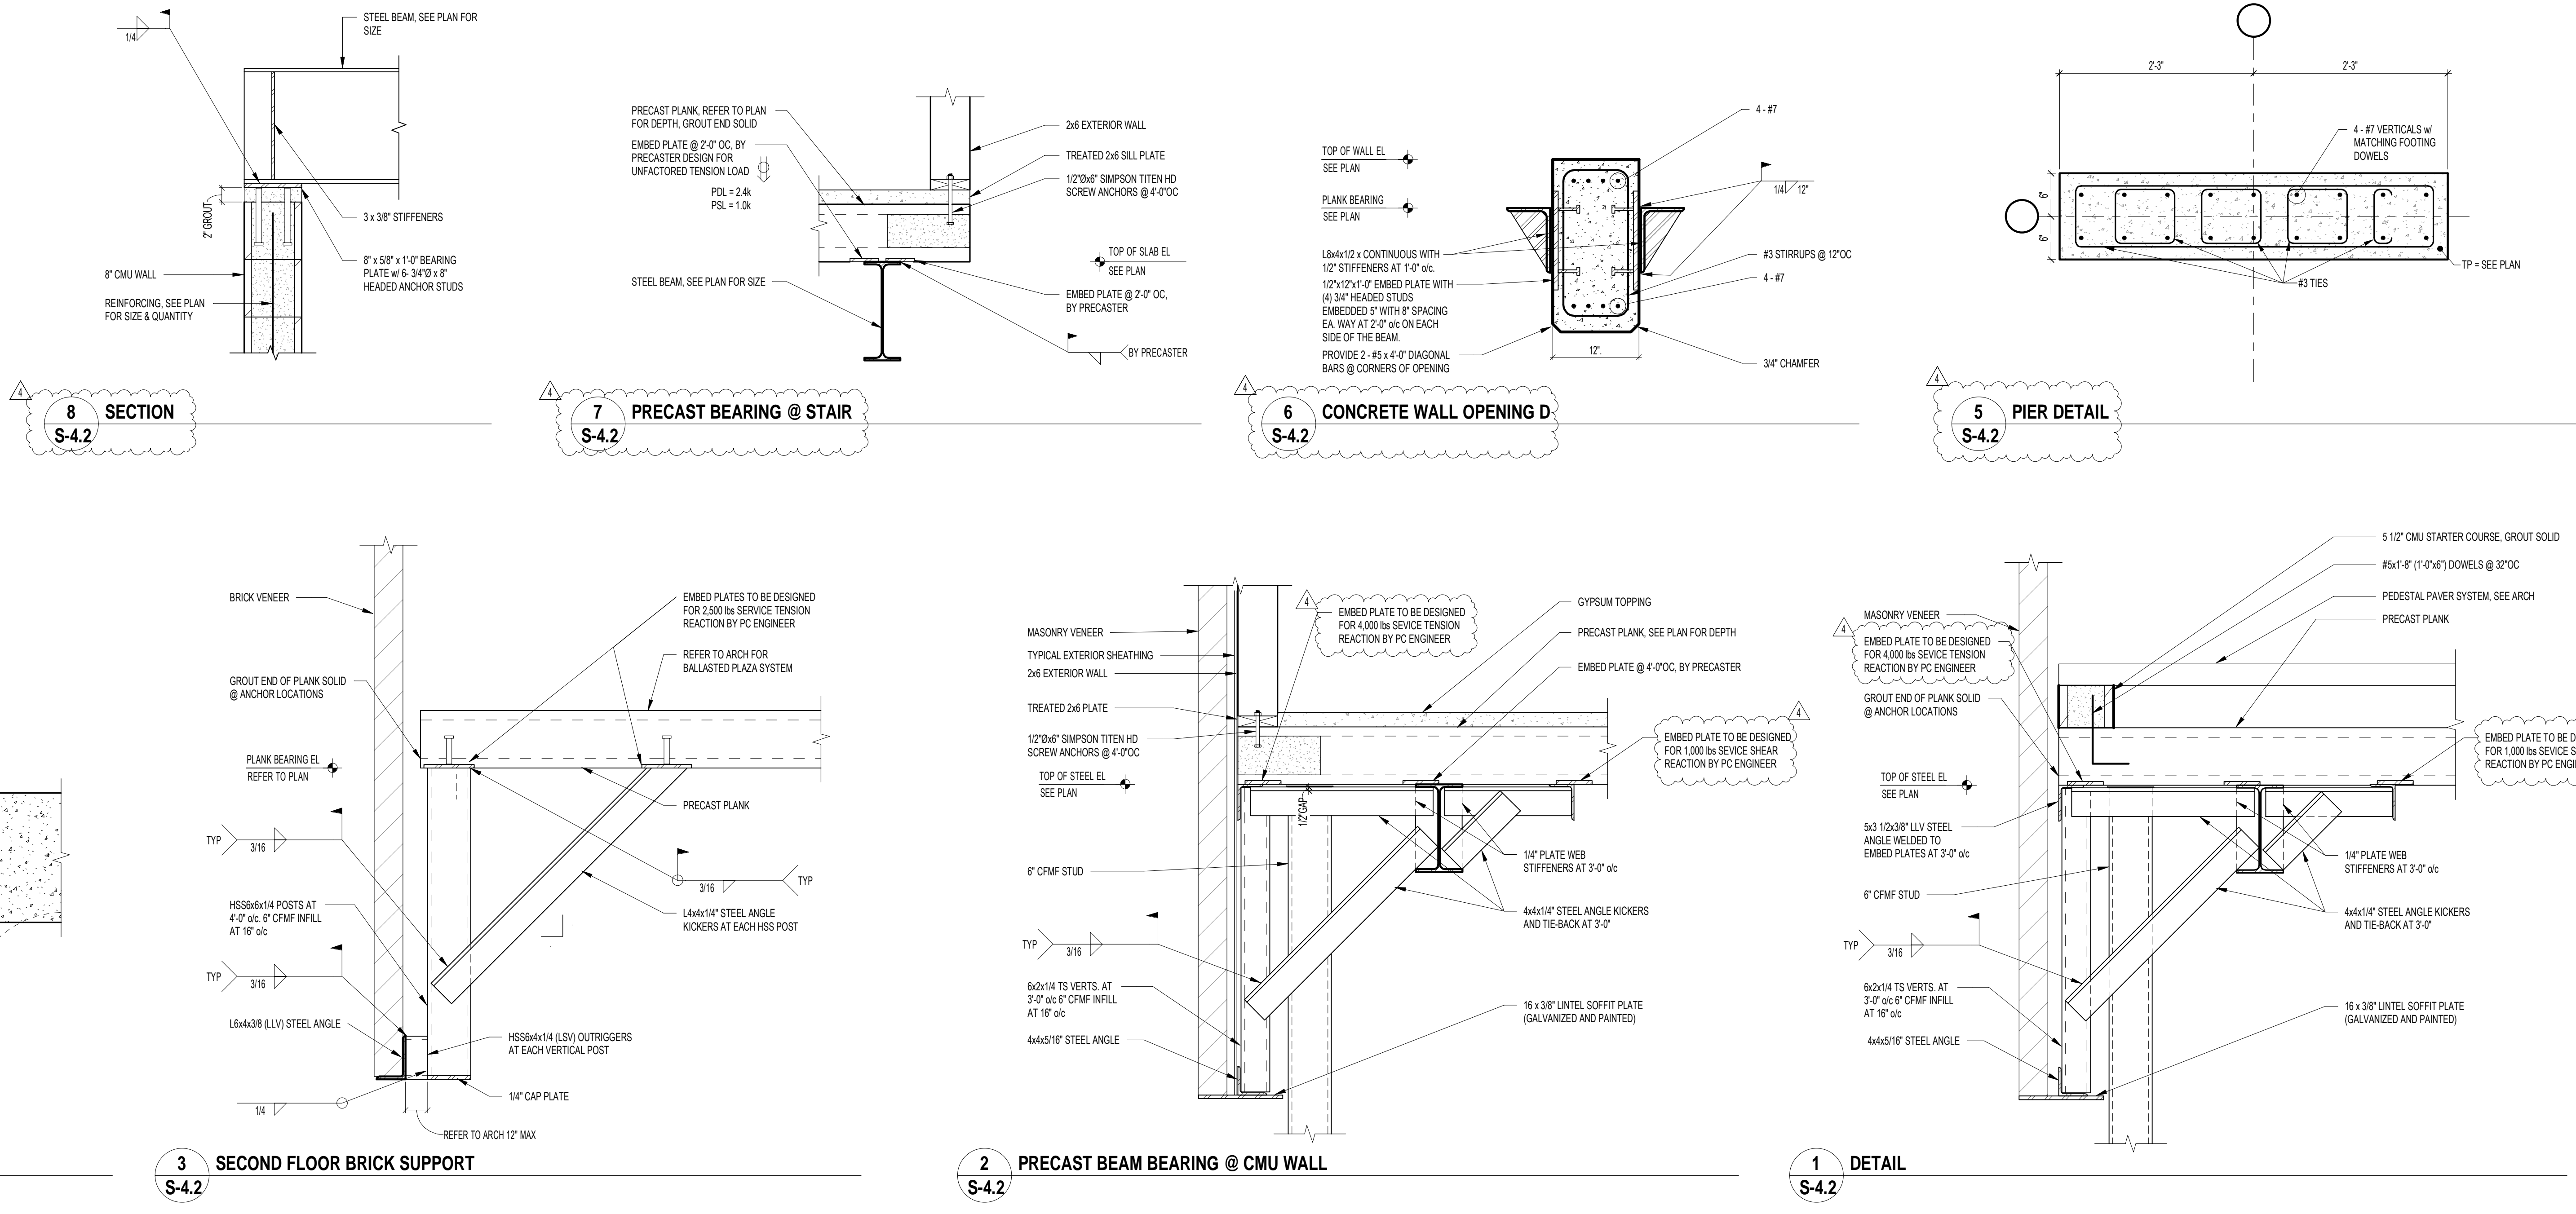 1/4
STEEL BEAM, SEE PLAN FOR
SIZE
2" GROUT
3 x 3/8" STIFFENERS
8" x 5/8" x 1'-0" BEARING
PLATE w/ 6- 3/4"Ø x 8"
HEADED ANCHOR STUDS
8" CMU WALL
REINFORCING, SEE PLAN
FOR SIZE & QUANTITY
4
8
S-4.2
SECTION
PRECAST PLANK, REFER TO PLAN
FOR DEPTH, GROUT END SOLID
EMBED PLATE @ 2'-0" OC, BY
PRECASTER DESIGN FOR
UNFACTORED TENSION LOAD
PDL = 2.4k
PSL = 1.0k
STEEL BEAM, SEE PLAN FOR SIZE
2x6 EXTERIOR WALL
TREATED 2x6 SILL PLATE
1/2"Øx6" SIMPSON TITEN HD
SCREW ANCHORS @ 4'-0"OC
TOP OF SLAB EL
SEE PLAN
EMBED PLATE @ 2'-0" OC,
BY PRECASTER
BY PRECASTER
4
7
S-4.2
PRECAST BEARING @ STAIR
TOP OF WALL EL
SEE PLAN
PLANK BEARING
SEE PLAN
L8x4x1/2 x CONTINUOUS WITH
1/2" STIFFENERS AT 1'-0" o/c.
1/2"x12"x1'-0" EMBED PLATE WITH
(4) 3/4" HEADED STUDS
EMBEDDED 5" WITH 8" SPACING
EA. WAY AT 2'-0" o/c ON EACH
SIDE OF THE BEAM.
PROVIDE 2 - #5 x 4'-0" DIAGONAL
BARS @ CORNERS OF OPENING
4 - #7
1/4
12"
#3 STIRRUPS @ 12"OC
4 - #7
12".
3/4" CHAMFER
4
6
S-4.2
CONCRETE WALL OPENING D
2'-3"
2'-3"
6"
6"
4 - #7 VERTICALS w/
MATCHING FOOTING
DOWELS
TP = SEE PLAN
#3 TIES
4
5
S-4.2
PIER DETAIL
BRICK VENEER
GROUT END OF PLANK SOLID
@ ANCHOR LOCATIONS
PLANK BEARING EL
REFER TO PLAN
TYP
3/16
HSS6x6x1/4 POSTS AT
4'-0" o/c. 6" CFMF INFILL
AT 16" o/c
TYP
3/16
L6x4x3/8 (LLV) STEEL ANGLE
1/4
EMBED PLATES TO BE DESIGNED
FOR 2,500 lbs SERVICE TENSION
REACTION BY PC ENGINEER
REFER TO ARCH FOR
BALLASTED PLAZA SYSTEM
PRECAST PLANK
3/16
TYP
L4x4x1/4" STEEL ANGLE
KICKERS AT EACH HSS POST
HSS6x4x1/4 (LSV) OUTRIGGERS
AT EACH VERTICAL POST
1/4" CAP PLATE
REFER TO ARCH 12" MAX
3
S-4.2
SECOND FLOOR BRICK SUPPORT
MASONRY VENEER
TYPICAL EXTERIOR SHEATHING
2x6 EXTERIOR WALL
TREATED 2x6 PLATE
1/2"Øx6" SIMPSON TITEN HD
SCREW ANCHORS @ 4'-0"OC
TOP OF STEEL EL
SEE PLAN
6" CFMF STUD
TYP
3/16
6x2x1/4 TS VERTS. AT
3'-0" o/c 6" CFMF INFILL
AT 16" o/c
4x4x5/16" STEEL ANGLE
4
EMBED PLATE TO BE DESIGNED
FOR 4,000 lbs SEVICE TENSION
REACTION BY PC ENGINEER
GYPSUM TOPPING
PRECAST PLANK, SEE PLAN FOR DEPTH
EMBED PLATE @ 4'-0"OC, BY PRECASTER
4
EMBED PLATE TO BE DESIGNED
FOR 1,000 lbs SEVICE SHEAR
REACTION BY PC ENGINEER
1/2"GAP
1/4" PLATE WEB
STIFFENERS AT 3'-0" o/c
4x4x1/4" STEEL ANGLE KICKERS
AND TIE-BACK AT 3'-0"
16 x 3/8" LINTEL SOFFIT PLATE
(GALVANIZED AND PAINTED)
2
S-4.2
PRECAST BEAM BEARING @ CMU WALL
MASONRY VENEER
4
EMBED PLATE TO BE DESIGNED
FOR 4,000 lbs SEVICE TENSION
REACTION BY PC ENGINEER
GROUT END OF PLANK SOLID
@ ANCHOR LOCATIONS
TOP OF STEEL EL
SEE PLAN
5x3 1/2x3/8" LLV STEEL
ANGLE WELDED TO
EMBED PLATES AT 3'-0" o/c
6" CFMF STUD
TYP
3/16
6x2x1/4 TS VERTS. AT
3'-0" o/c 6" CFMF INFILL
AT 16" o/c
4x4x5/16" STEEL ANGLE
5 1/2" CMU STARTER COURSE, GROUT SOLID
#5x1'-8" (1'-0"x6") DOWELS @ 32"OC
PEDESTAL PAVER SYSTEM, SEE ARCH
PRECAST PLANK
EMBED PLATE TO BE D
FOR 1,000 lbs SEVICE S
REACTION BY PC ENGI
1/4" PLATE WEB
STIFFENERS AT 3'-0" o/c
4x4x1/4" STEEL ANGLE KICKERS
AND TIE-BACK AT 3'-0"
16 x 3/8" LINTEL SOFFIT PLATE
(GALVANIZED AND PAINTED)
1
S-4.2
DETAIL